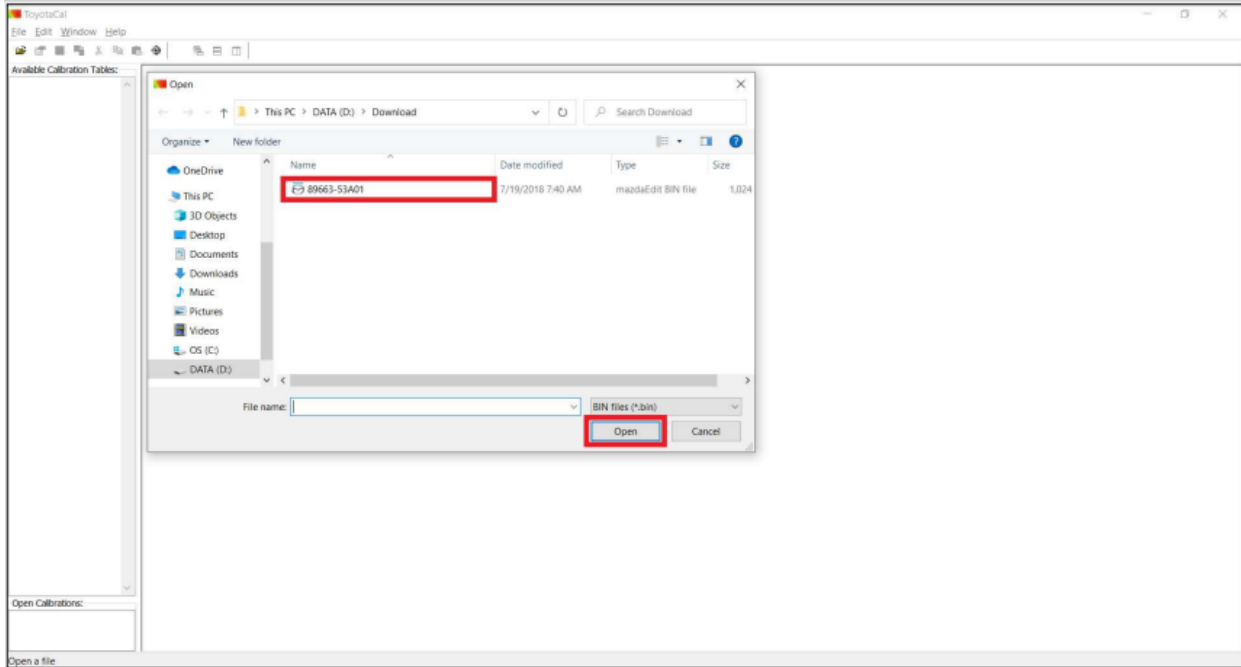 ToyotaCal
File Edit Window Help
Available Calibration Tables:
Open
This PC > DATA (D:) > Download
Search Download
Organize
New folder
Name
Date modified
Type
Size
89663-53A01
7/19/2018 7:40 AM
mazdaEdit BIN file
1,024
OneDrive
This PC
3D Objects
Desktop
Documents
Downloads
Music
Pictures
Videos
OS (C:)
DATA (D:)
File name:
BIN files (*.bin)
Open
Cancel
Open Calibrations:
Open a file